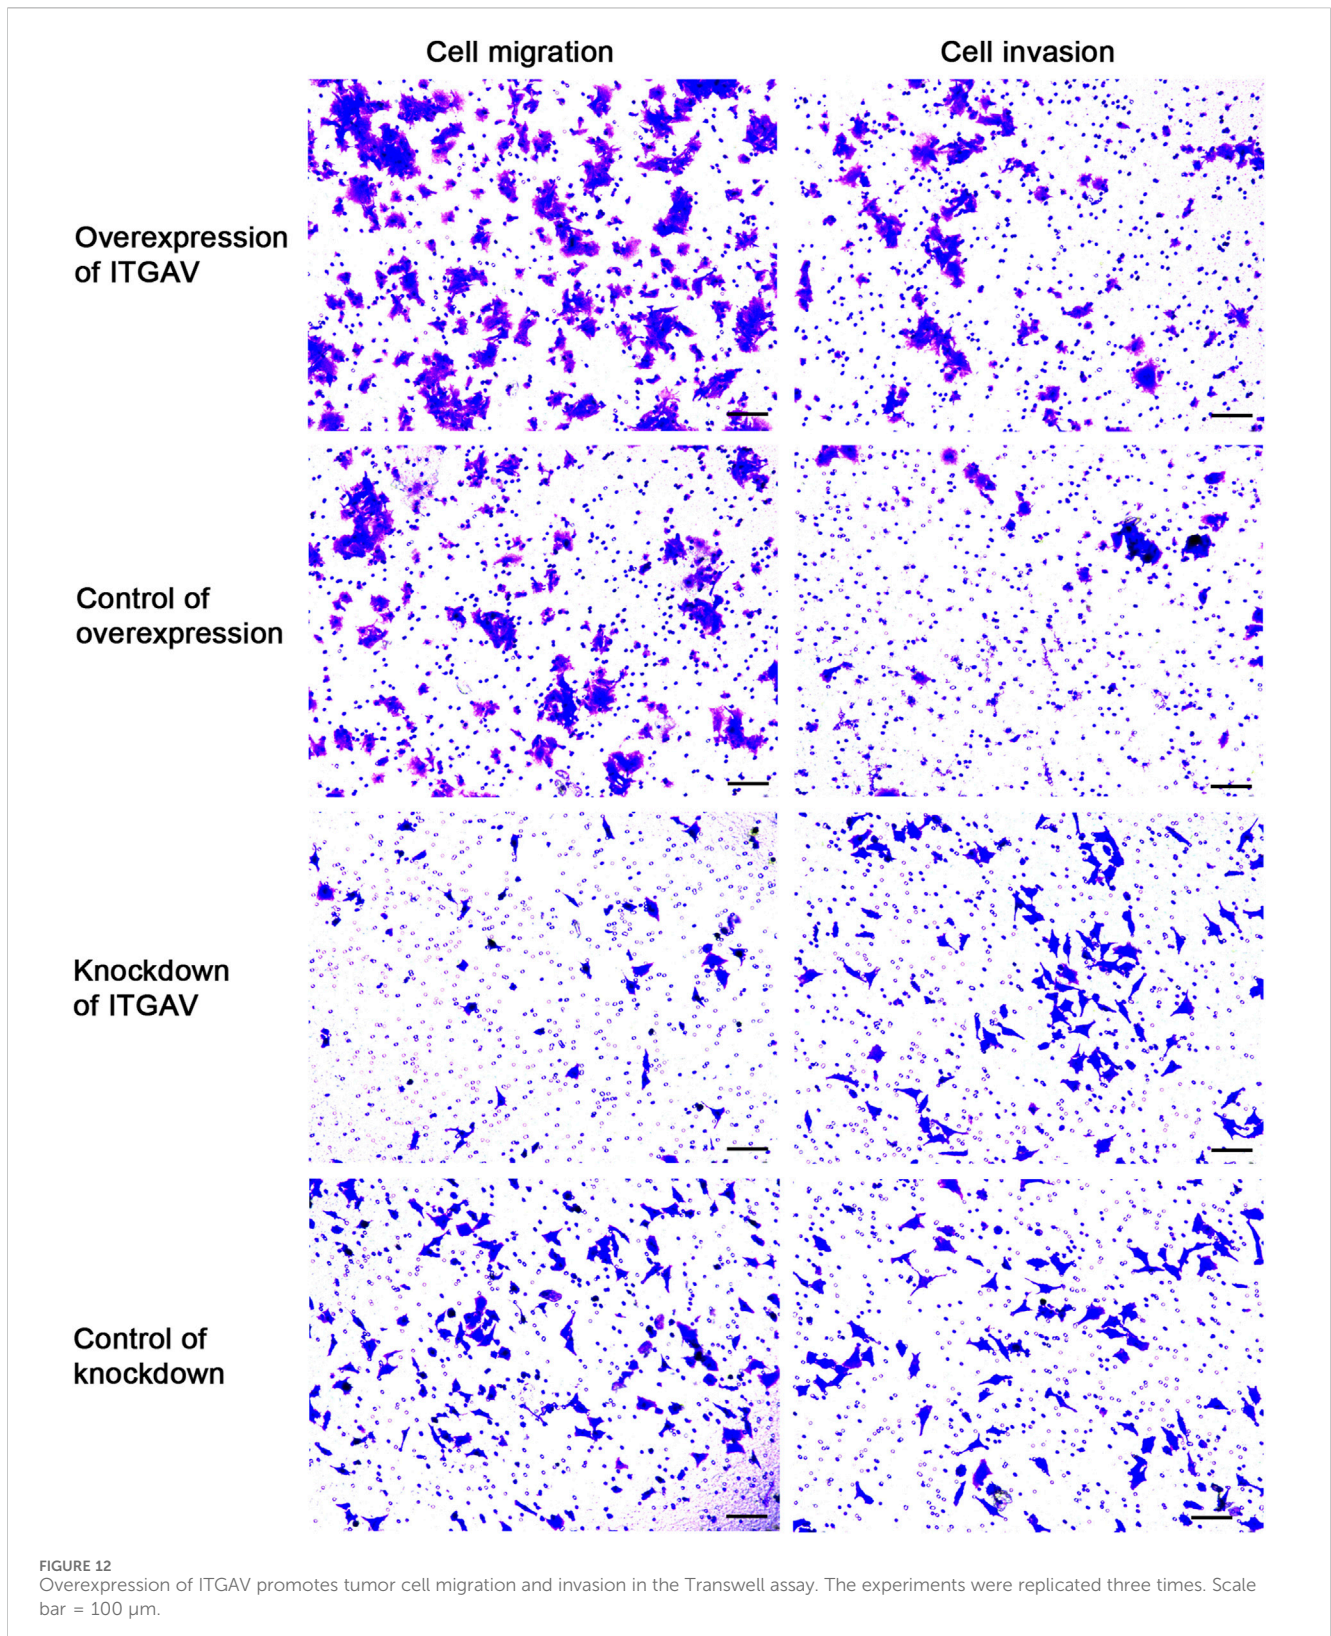 Cell migration
Cell invasion
Overexpression
of ITGAV
Control of
overexpression
Knockdown
of ITGAV
Control of
knockdown
FIGURE 12
Overexpression of ITGAV promotes tumor cell migration and invasion in the Transwell assay. The experiments were replicated three times. Scale
bar = 100 µm.